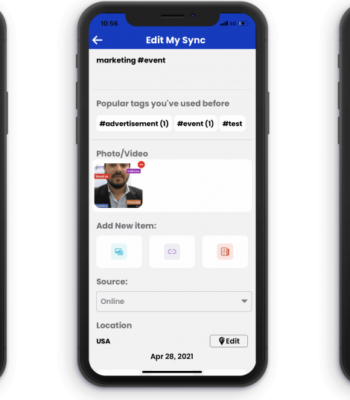 10:56
Edit My Sync
marketing #event
Popular tags you've used before
#advertisement (1) #event (1) #test
Photo/Video
Add New item:
Source:
Online
Location
USA
Edit
Apr 28, 2021